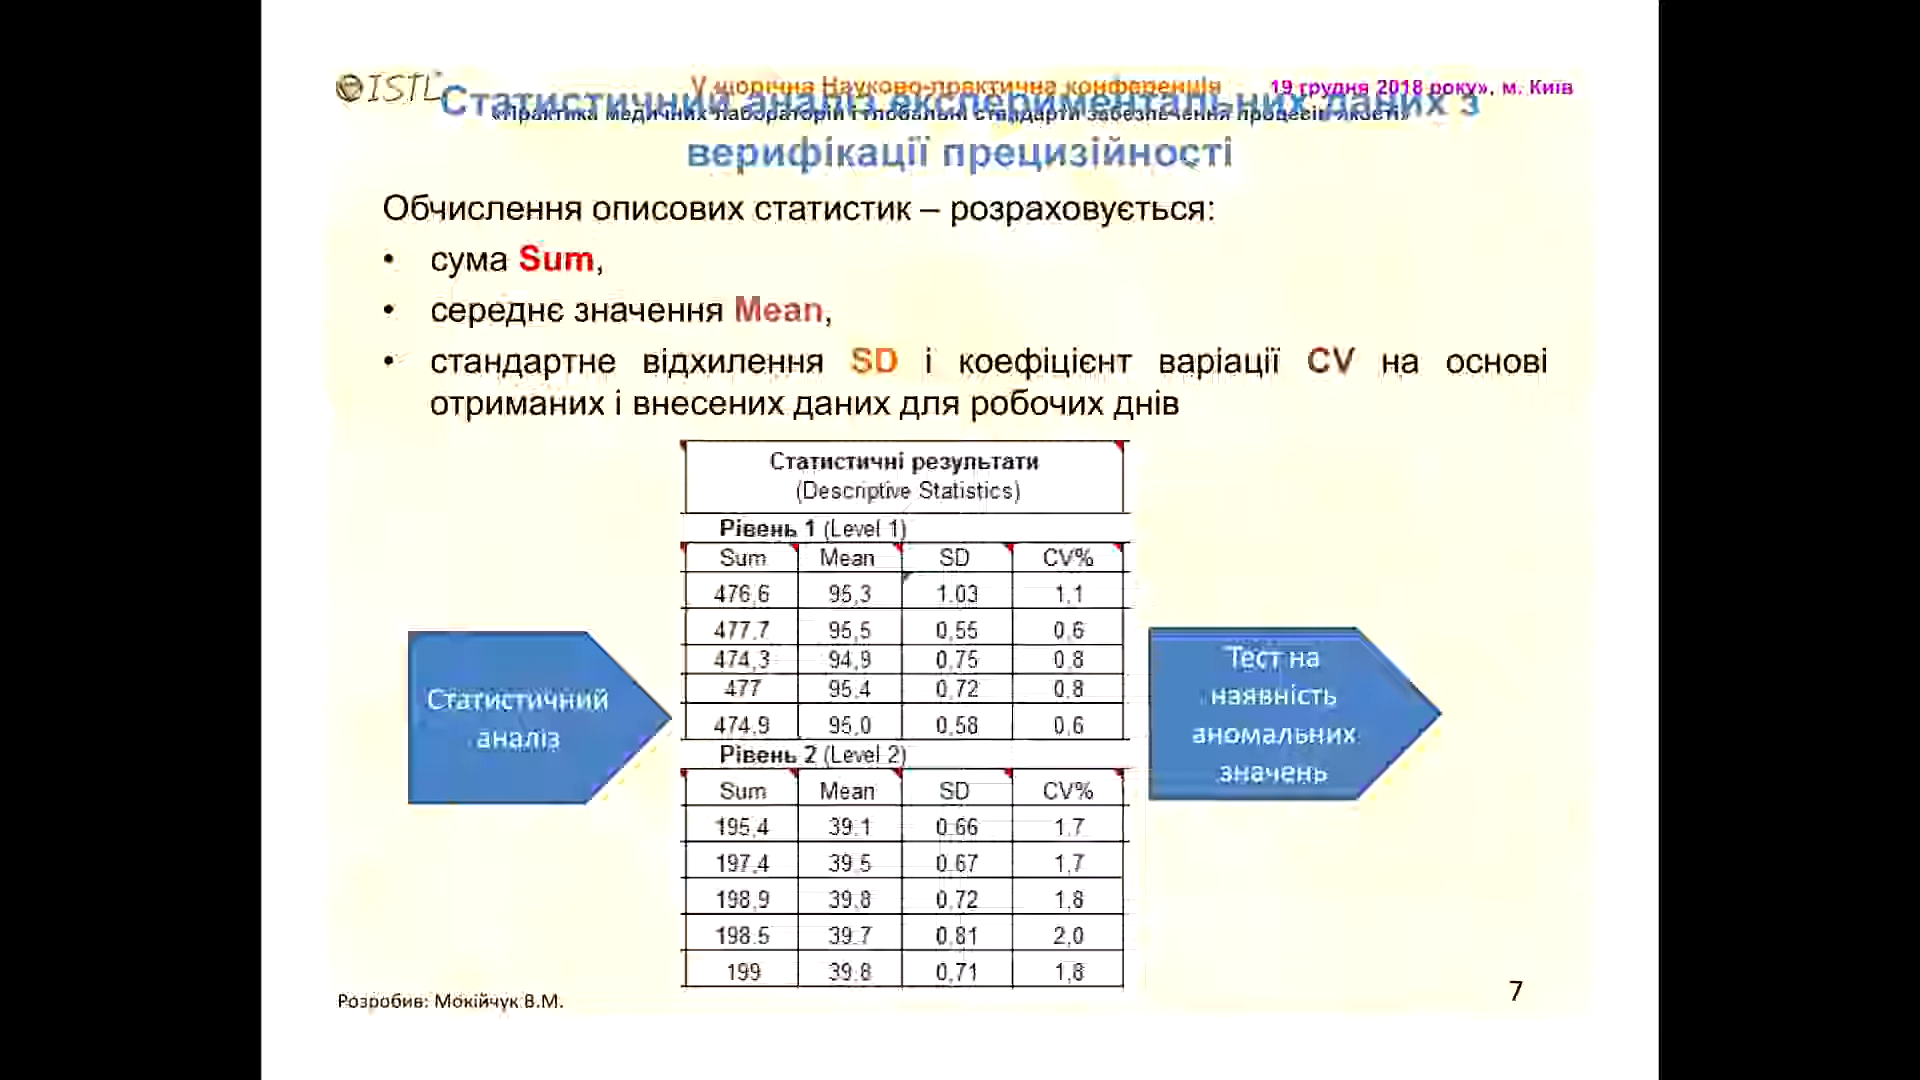 ISTL
V щорічна Науково-практична конференція
19 грудня 2018 року», м. Київ
«Практика медичних лабораторій і глобальні стандарти забезпечення процесів якості»
Статистичний аналіз експериментальних даних з
верифікації прецизійності
Обчислення описових статистик – розраховується:
• сума Sum,
• середнє значення Mean,
• стандартне відхилення SD і коефіцієнт варіації CV на основі
отриманих і внесених даних для робочих днів
Статистичний
аналіз
Статистичні результати
(Descriptive Statistics)
Рівень 1 (Level 1)
Sum Mean SD CV%
476,6 95,3 1.03 1,1
477,7 95,5 0,55 0,6
474,3 94,9 0,75 0,8
477 95,4 0,72 0,8
474,9 95,0 0,58 0,6
Рівень 2 (Level 2)
Sum Mean SD CV%
195,4 39,1 0,66 1,7
197,4 39,5 0,67 1,7
198,9 39,8 0,72 1,8
198,5 39,7 0,81 2,0
199 39,8 0,71 1,8
Тест на
наявність
аномальних
значень
Розробив: Мокійчук В.М.
7